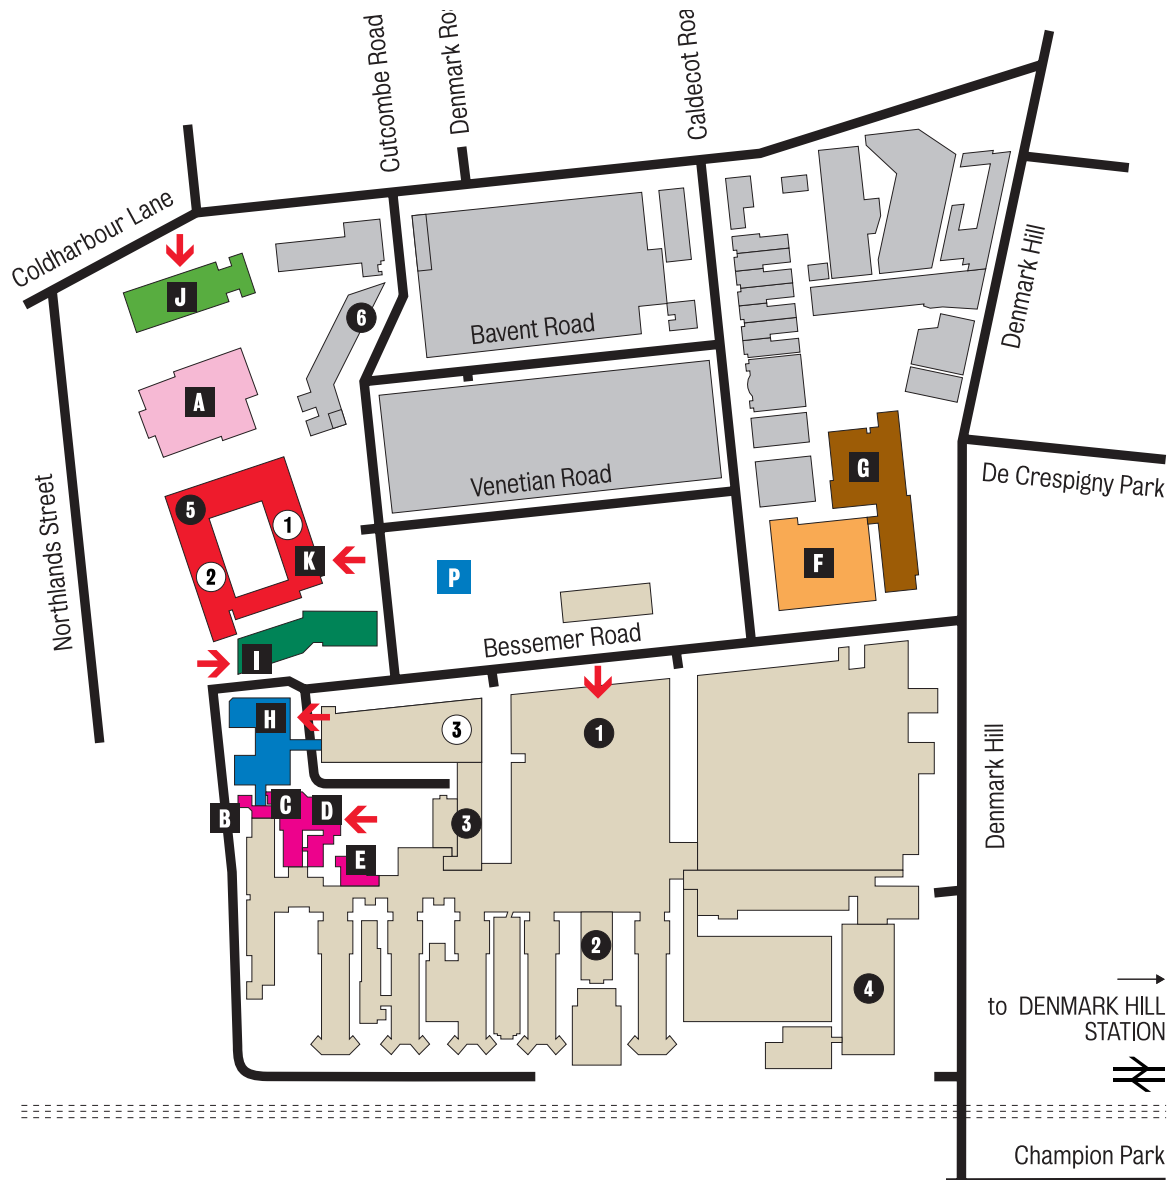 Cutcombe Road
Denmark Ro
Caldecot Roa
Coldharbour Lane
Denmark Hill
J
6
Bavent Road
A
G
Venetian Road
De Crespigny Park
Northlands Street
5
1
K
2
P
F
Bessemer Road
I
H
3
1
Denmark Hill
C
D
B
3
E
2
4
to DENMARK HILL
STATION
Champion Park